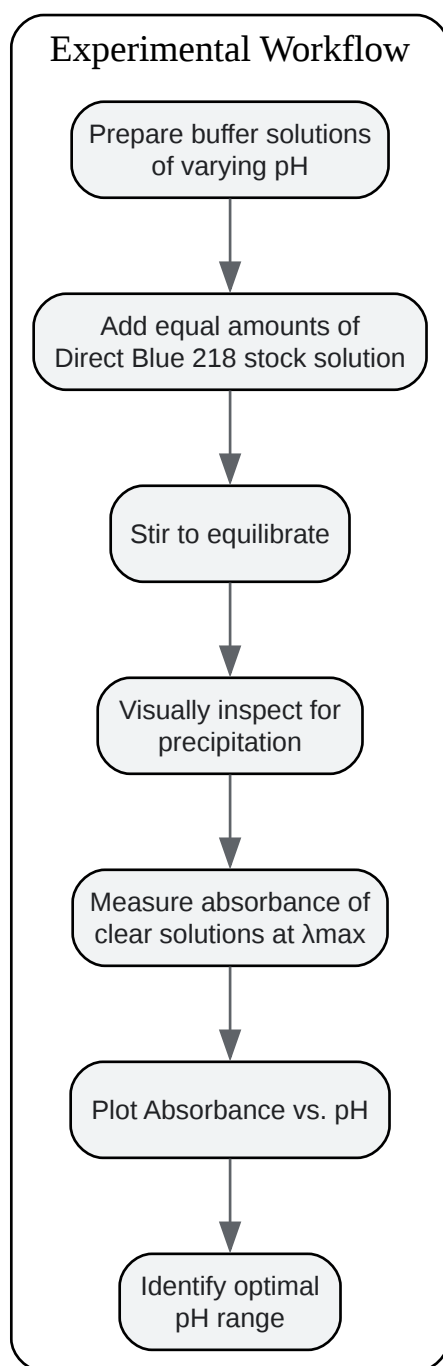 Experimental Workflow
Prepare buffer solutions
of varying pH
Add equal amounts of
Direct Blue 218 stock solution
Stir to equilibrate
Visually inspect for
precipitation
Measure absorbance of
clear solutions at λmax
Plot Absorbance vs. pH
Identify optimal
pH range